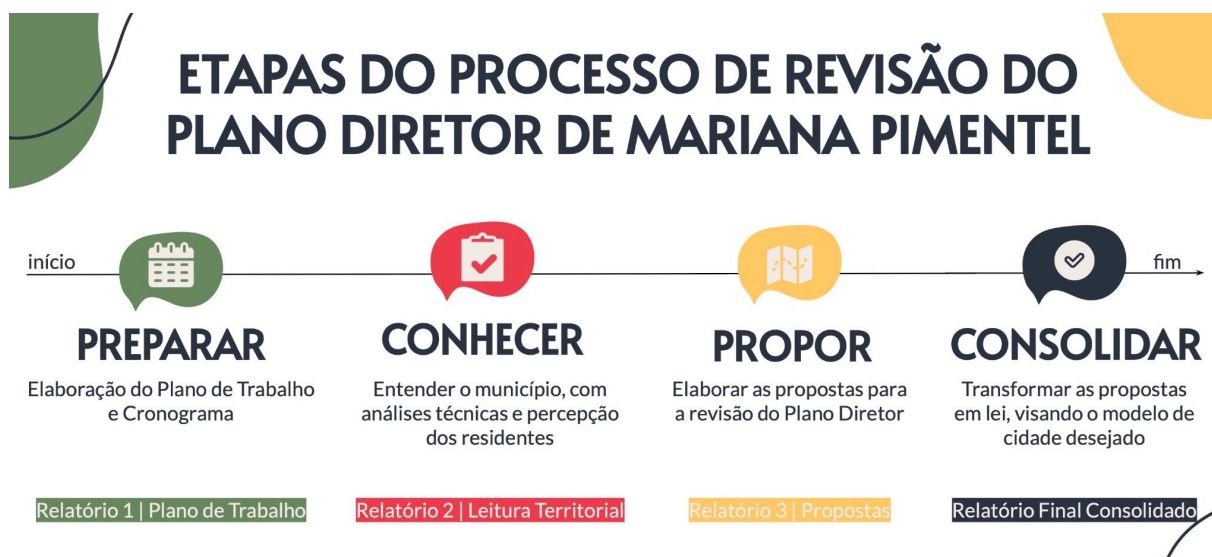 ETAPAS DO PROCESSO DE REVISÃO DO
PLANO DIRETOR DE MARIANA PIMENTEL
início
fim
PREPARAR
Elaboração do Plano de Trabalho
e Cronograma
Relatório 1 | Plano de Trabalho
CONHECER
Entender o município, com
análises técnicas e percepção
dos residentes
Relatório 2 | Leitura Territorial
PROPOR
Elaborar as propostas para
a revisão do Plano Diretor
Relatório 3 | Propostas
CONSOLIDAR
Transformar as propostas
em lei, visando o modelo de
cidade desejado
Relatório Final Consolidado